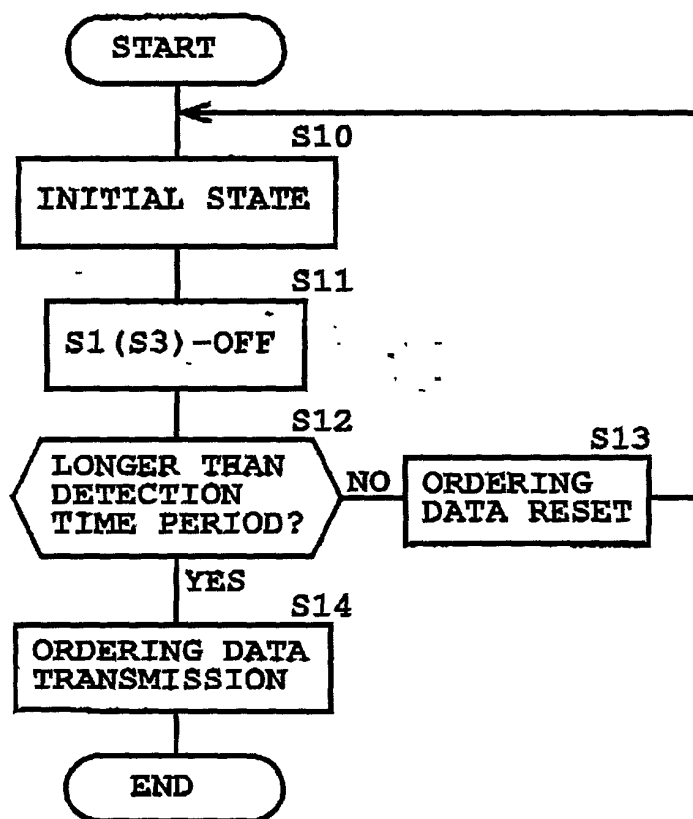 START
S10
INITIAL STATE
S11
S1(S3)-OFF
S12
LONGER THAN
DETECTION
TIME PERIOD?
NO
S13
ORDERING
DATA RESET
YES
S14
ORDERING DATA
TRANSMISSION
END